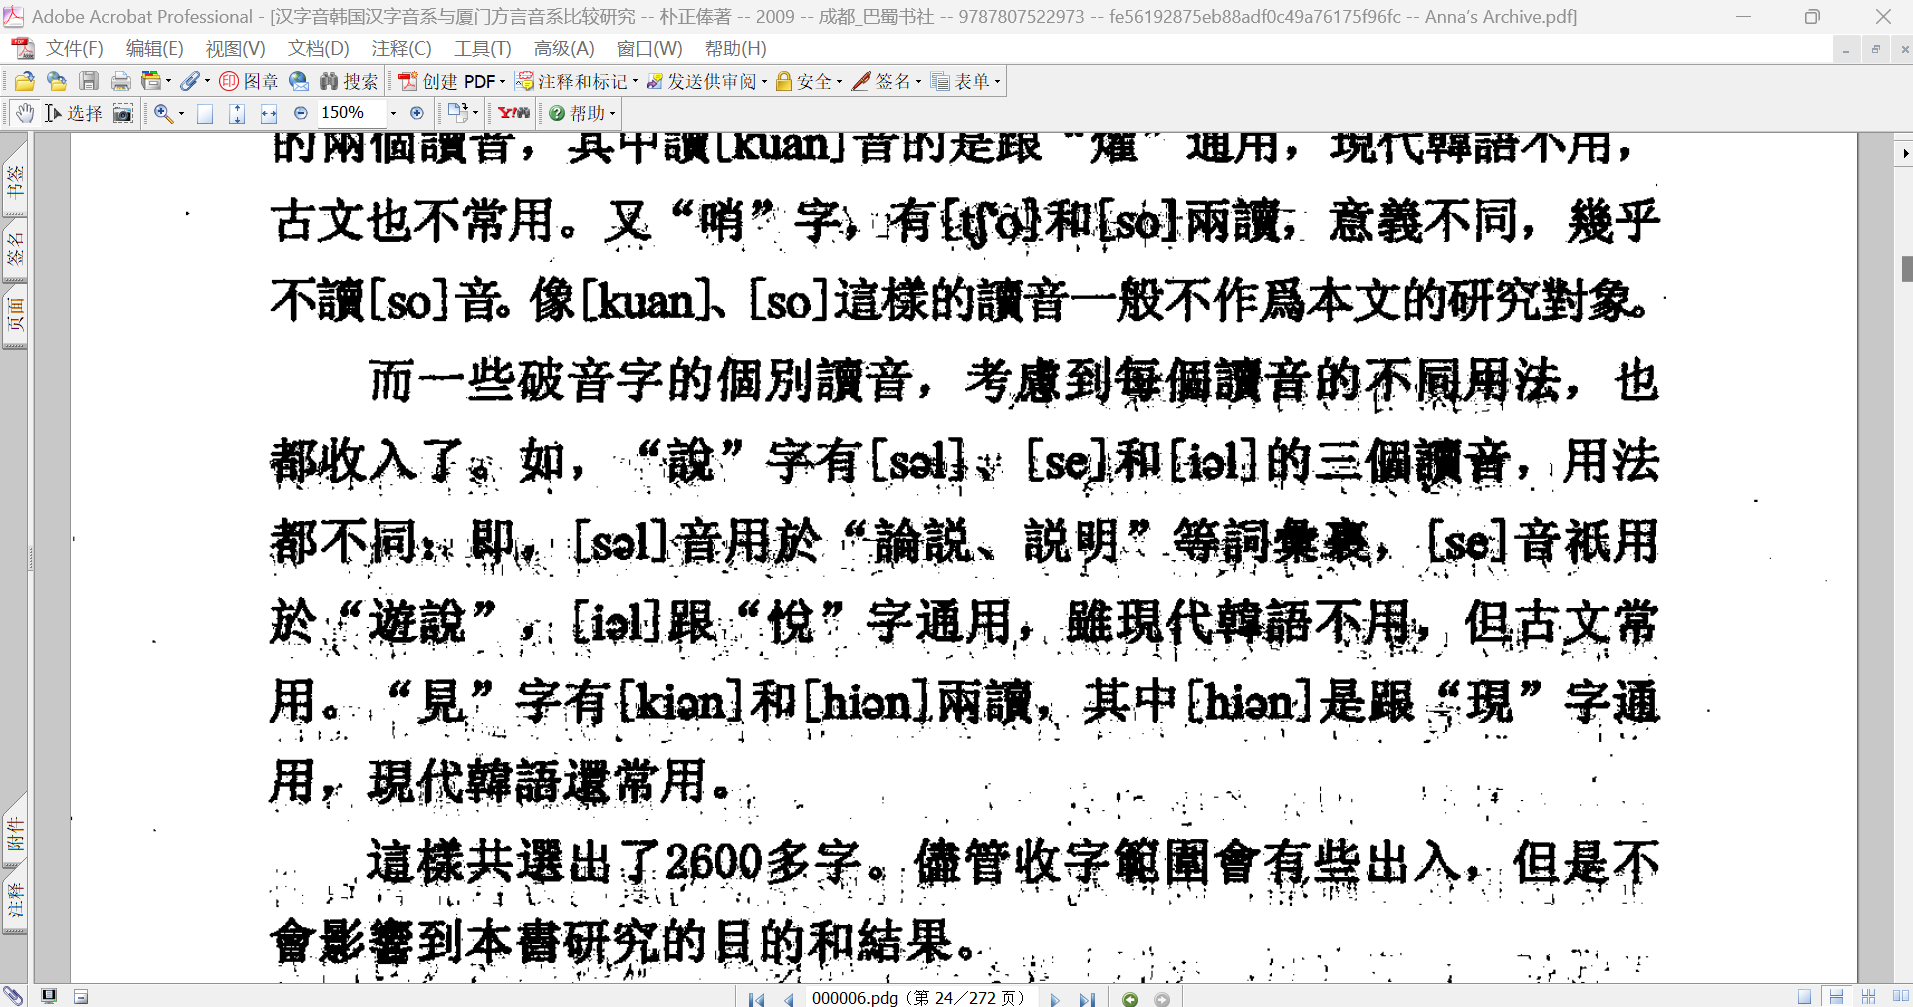 Adobe Acrobat Professional - [汉字音韩国汉字音系与厦门方言音系比较研究 -- 朴正俸著 -- 2009 -- 成都_巴蜀书社 -- 9787807522973 -- fe56192875eb88adf0c49a76175f96fc -- Anna's Archive.pdf]
文件(F) 编辑(E) 视图(V) 文档(D) 注释(C) 工具(T) 高级(A) 窗口(W) 帮助(H)
图章 搜索 创建 PDF 注释和标记 发送供审阅 安全 签名 表单
选择 150% Y! 帮助
书签
签名
页面
附件
注释
的兩個讀音，其中讀[kuan]音的是跟“爟”通用，現代韓語不用，
古文也不常用。又“哨”字，有[tʃʻo]和[so]兩讀，意義不同，幾乎
不讀[so]音。像[kuan]、[so]這樣的讀音一般不作爲本文的研究對象。
而一些破音字的個別讀音，考慮到每個讀音的不同用法，也
都收入了。如，“說”字有[səl]、[se]和[iəl]的三個讀音，用法
都不同：即，[səl]音用於“論説、説明”等詞彙裏，[se]音祇用
於“遊說”，[iəl]跟“悅”字通用，雖現代韓語不用，但古文常
用。“見”字有[kiən]和[hiən]兩讀，其中[hiən]是跟“現”字通
用，現代韓語還常用。
這樣共選出了2600多字。儘管收字範圍會有些出入，但是不
會影響到本書研究的目的和結果。
000006.pdg (第 24／272 页)